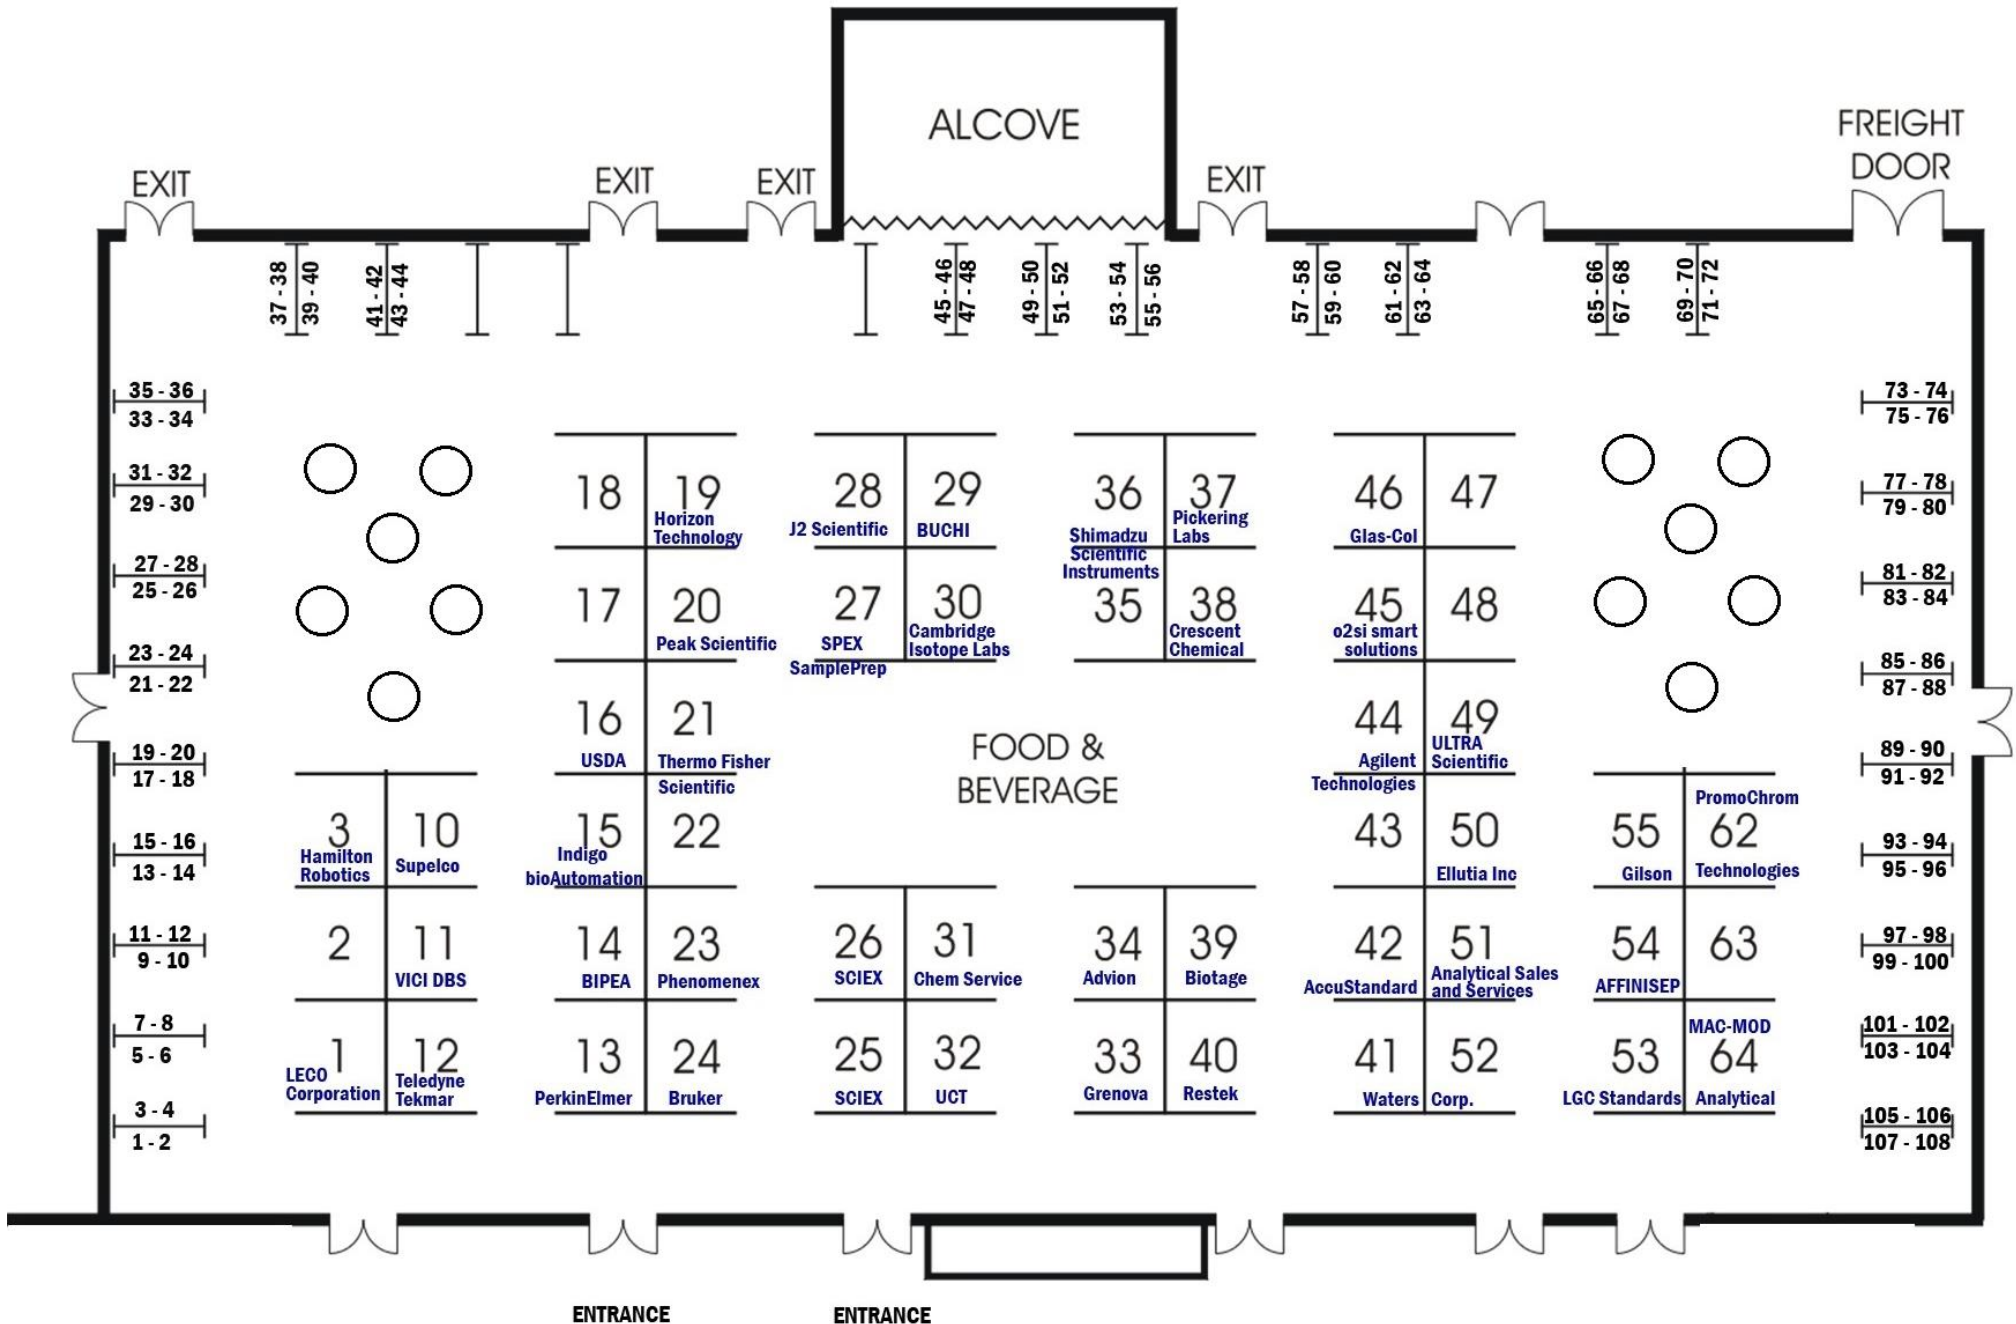 ALCOVE
FREIGHT
DOOR
EXIT
EXIT
EXIT
EXIT
37 - 38
39 - 40
41 - 42
43 - 44
45 - 46
47 - 48
49 - 50
51 - 52
53 - 54
55 - 56
57 - 58
59 - 60
61 - 62
63 - 64
65 - 66
67 - 68
69 - 70
71 - 72
35 - 36
33 - 34
31 - 32
29 - 30
27 - 28
25 - 26
23 - 24
21 - 22
19 - 20
17 - 18
15 - 16
13 - 14
11 - 12
9 - 10
7 - 8
5 - 6
3 - 4
1 - 2
3
Hamilton
Robotics
10
Supelco
2
11
VICI DBS
1
LECO
Corporation
12
Teledyne
Tekmar
18
19
Horizon
Technology
17
20
Peak Scientific
16
USDA
21
Thermo Fisher
Scientific
15
Indigo
bioAutomation
22
14
BIPEA
23
Phenomenex
13
PerkinElmer
24
Bruker
28
J2 Scientific
29
BUCHI
27
SPEX
SamplePrep
30
Cambridge
Isotope Labs
36
Shimadzu
Scientific
Instruments
35
37
Pickering
Labs
38
Crescent
Chemical
FOOD &
BEVERAGE
26
SCIEX
31
Chem Service
25
SCIEX
32
UCT
34
Advion
39
Biotage
33
Grenova
40
Restek
46
Glas-Col
47
45
o2si smart
solutions
48
44
Agilent
Technologies
49
ULTRA
Scientific
43
50
Ellutia Inc
42
AccuStandard
51
Analytical Sales
and Services
41
52
Waters Corp.
55
Gilson
PromoChrom
62
Technologies
54
AFFINISEP
63
53
LGC Standards
MAC-MOD
64
Analytical
73 - 74
75 - 76
77 - 78
79 - 80
81 - 82
83 - 84
85 - 86
87 - 88
89 - 90
91 - 92
93 - 94
95 - 96
97 - 98
99 - 100
101 - 102
103 - 104
105 - 106
107 - 108
ENTRANCE
ENTRANCE